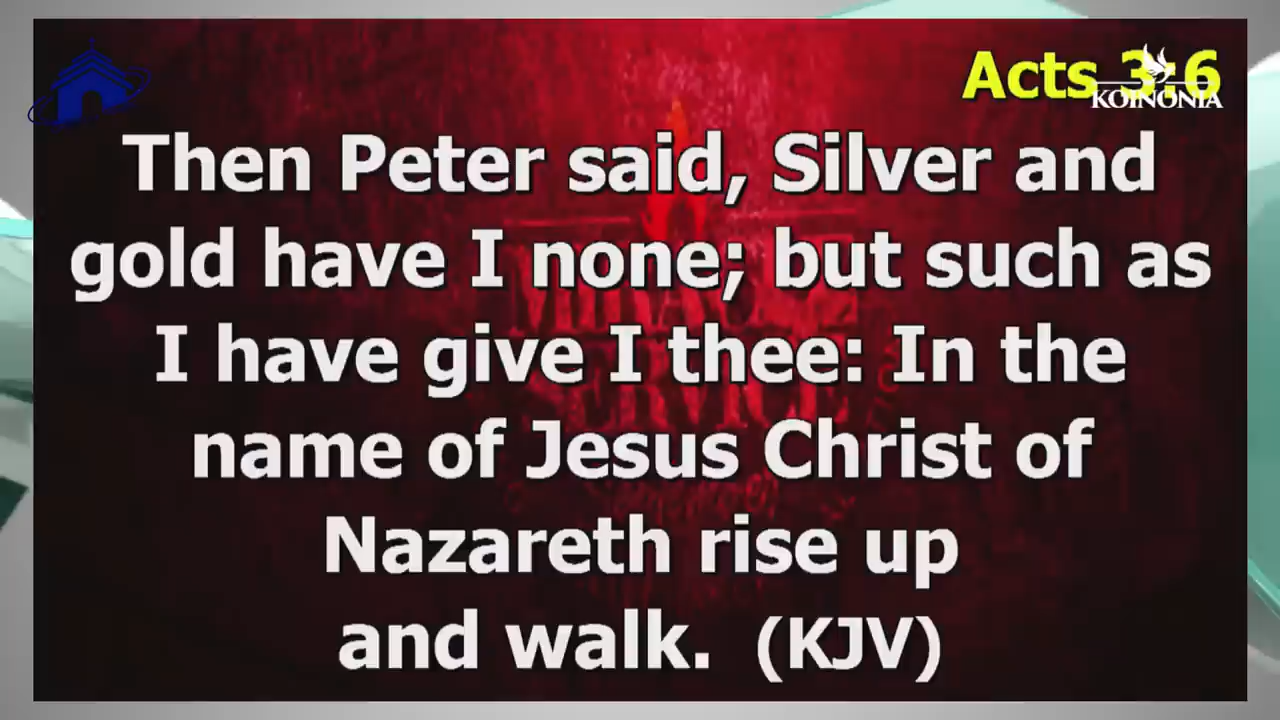 Acts 3:6
KOINONIA
Then Peter said, Silver and
gold have I none; but such as
I have give I thee: In the
name of Jesus Christ of
Nazareth rise up
and walk. (KJV)